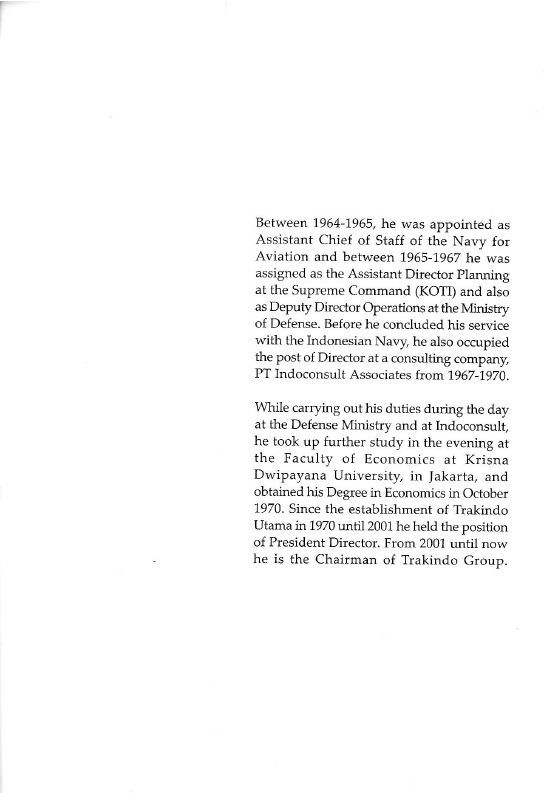 Between 1964-1965, he was appointed as
Assistant Chief of Staff of the Navy for
Aviation and between 1965-1967 he was
assigned as the Assistant Director Planning
at the Supreme Command (KOTI) and also
as Deputy Director Operations at the Ministry
of Defense. Before he concluded his service
with the Indonesian Navy, he also occupied
the post of Director at a consulting company,
PT Indoconsult Associates from 1967-1970.
While carrying out his duties during the day
at the Defense Ministry and at Indoconsult,
he took up further study in the evening at
the Faculty of Economics at Krisna
Dwipayana University, in Jakarta, and
obtained his Degree in Economics in October
1970. Since the establishment of Trakindo
Utama in 1970 until 2001 he held the position
of President Director. From 2001 until now
he is the Chairman of Trakindo Group.